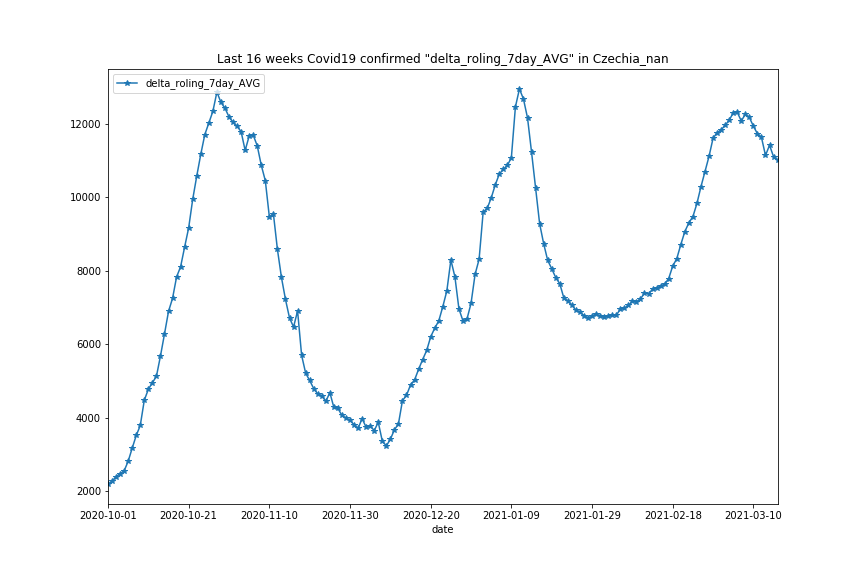 Last 16 weeks Covid19 confirmed "delta_roling_7day_AVG" in Czechia_nan
delta_roling_7day_AVG
12000
10000
8000
6000
4000
2000
2020-10-01 2020-10-21 2020-11-10 2020-11-30 2020-12-20 2021-01-09 2021-01-29 2021-02-18 2021-03-10
date